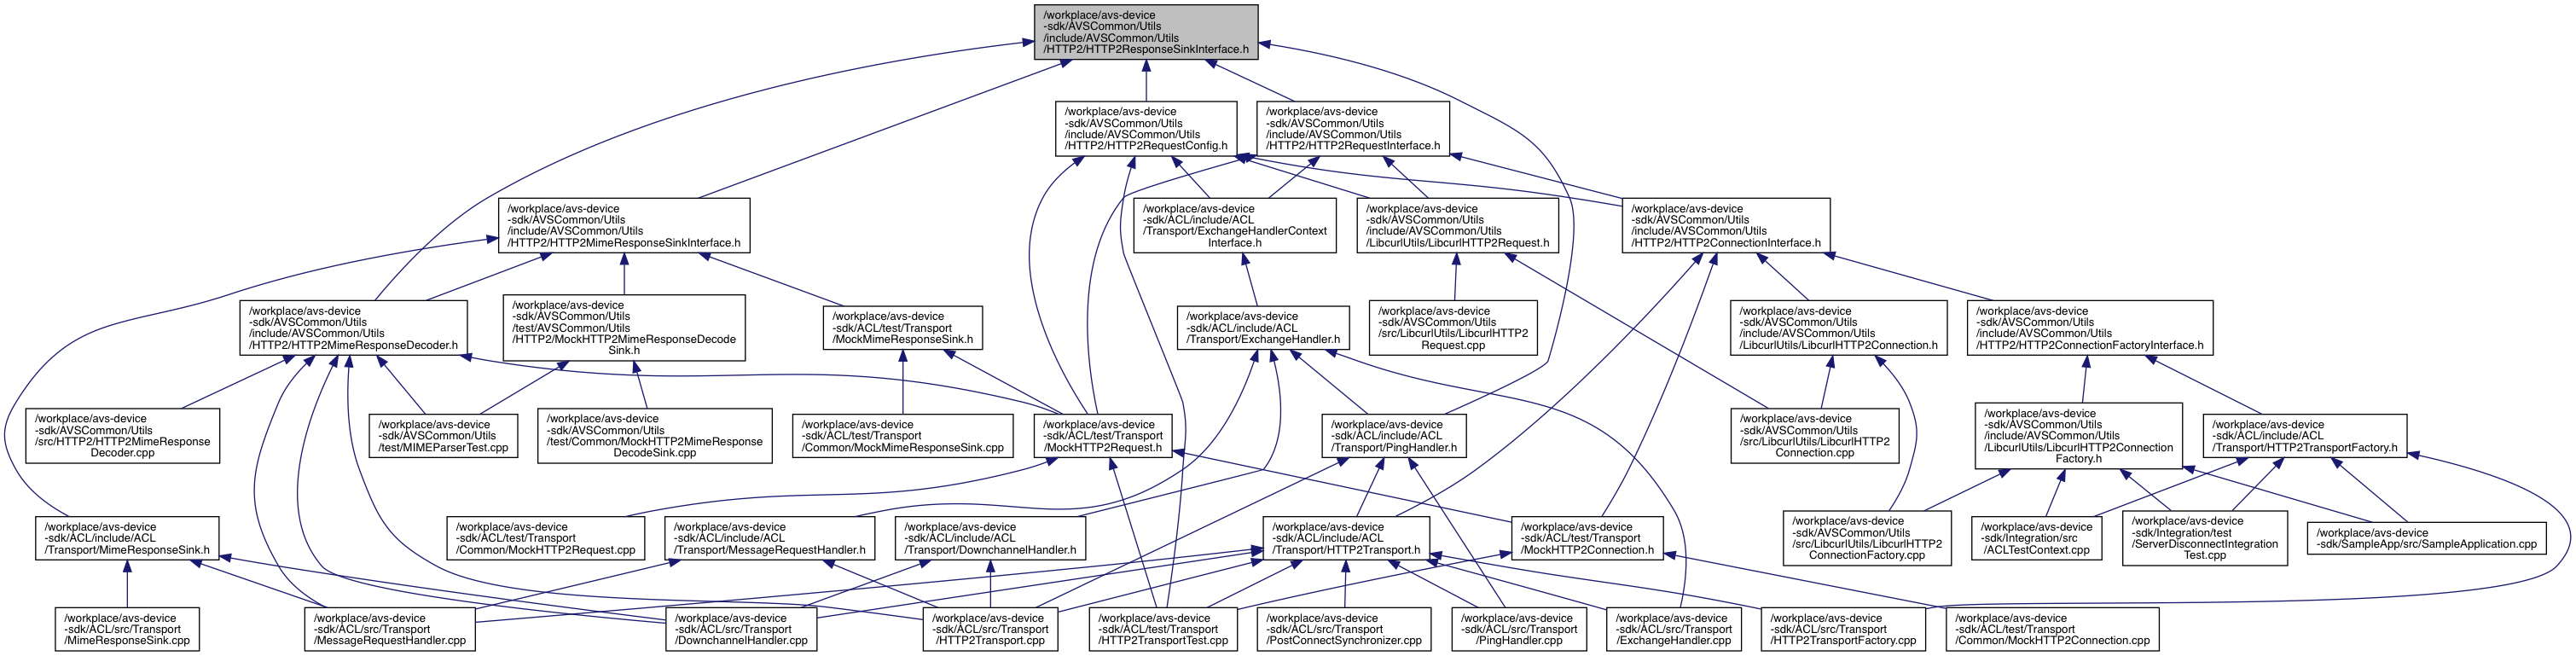 /workplace/avs-device
-sdk/AVSCommon/Utils
/include/AVSCommon/Utils
/HTTP2/HTTP2ResponseSinkInterface.h
/workplace/avs-device
-sdk/AVSCommon/Utils
/include/AVSCommon/Utils
/HTTP2/HTTP2RequestConfig.h
/workplace/avs-device
-sdk/AVSCommon/Utils
/include/AVSCommon/Utils
/HTTP2/HTTP2RequestInterface.h
/workplace/avs-device
-sdk/AVSCommon/Utils
/include/AVSCommon/Utils
/HTTP2/HTTP2MimeResponseSinkInterface.h
/workplace/avs-device
-sdk/ACL/include/ACL
/Transport/ExchangeHandlerContext
Interface.h
/workplace/avs-device
-sdk/AVSCommon/Utils
/include/AVSCommon/Utils
/LibcurlUtils/LibcurlHTTP2Request.h
/workplace/avs-device
-sdk/AVSCommon/Utils
/include/AVSCommon/Utils
/HTTP2/HTTP2ConnectionInterface.h
/workplace/avs-device
-sdk/AVSCommon/Utils
/include/AVSCommon/Utils
/HTTP2/HTTP2MimeResponseDecoder.h
/workplace/avs-device
-sdk/AVSCommon/Utils
/test/AVSCommon/Utils
/HTTP2/MockHTTP2MimeResponseDecode
Sink.h
/workplace/avs-device
-sdk/ACL/test/Transport
/MockMimeResponseSink.h
/workplace/avs-device
-sdk/ACL/include/ACL
/Transport/ExchangeHandler.h
/workplace/avs-device
-sdk/AVSCommon/Utils
/src/LibcurlUtils/LibcurlHTTP2
Request.cpp
/workplace/avs-device
-sdk/AVSCommon/Utils
/include/AVSCommon/Utils
/LibcurlUtils/LibcurlHTTP2Connection.h
/workplace/avs-device
-sdk/AVSCommon/Utils
/include/AVSCommon/Utils
/HTTP2/HTTP2ConnectionFactoryInterface.h
/workplace/avs-device
-sdk/AVSCommon/Utils
/src/HTTP2/HTTP2MimeResponse
Decoder.cpp
/workplace/avs-device
-sdk/AVSCommon/Utils
/test/MIMEParserTest.cpp
/workplace/avs-device
-sdk/AVSCommon/Utils
/test/Common/MockHTTP2MimeResponse
DecodeSink.cpp
/workplace/avs-device
-sdk/ACL/test/Transport
/Common/MockMimeResponseSink.cpp
/workplace/avs-device
-sdk/ACL/test/Transport
/MockHTTP2Request.h
/workplace/avs-device
-sdk/ACL/include/ACL
/Transport/PingHandler.h
/workplace/avs-device
-sdk/AVSCommon/Utils
/src/LibcurlUtils/LibcurlHTTP2
Connection.cpp
/workplace/avs-device
-sdk/AVSCommon/Utils
/include/AVSCommon/Utils
/LibcurlUtils/LibcurlHTTP2Connection
Factory.h
/workplace/avs-device
-sdk/ACL/include/ACL
/Transport/HTTP2TransportFactory.h
/workplace/avs-device
-sdk/ACL/include/ACL
/Transport/MimeResponseSink.h
/workplace/avs-device
-sdk/ACL/test/Transport
/Common/MockHTTP2Request.cpp
/workplace/avs-device
-sdk/ACL/include/ACL
/Transport/MessageRequestHandler.h
/workplace/avs-device
-sdk/ACL/include/ACL
/Transport/DownchannelHandler.h
/workplace/avs-device
-sdk/ACL/include/ACL
/Transport/HTTP2Transport.h
/workplace/avs-device
-sdk/ACL/test/Transport
/MockHTTP2Connection.h
/workplace/avs-device
-sdk/AVSCommon/Utils
/src/LibcurlUtils/LibcurlHTTP2
ConnectionFactory.cpp
/workplace/avs-device
-sdk/Integration/src
/ACLTestContext.cpp
/workplace/avs-device
-sdk/Integration/test
/ServerDisconnectIntegration
Test.cpp
/workplace/avs-device
-sdk/SampleApp/src/SampleApplication.cpp
/workplace/avs-device
-sdk/ACL/src/Transport
/MimeResponseSink.cpp
/workplace/avs-device
-sdk/ACL/src/Transport
/MessageRequestHandler.cpp
/workplace/avs-device
-sdk/ACL/src/Transport
/DownchannelHandler.cpp
/workplace/avs-device
-sdk/ACL/src/Transport
/HTTP2Transport.cpp
/workplace/avs-device
-sdk/ACL/test/Transport
/HTTP2TransportTest.cpp
/workplace/avs-device
-sdk/ACL/src/Transport
/PostConnectSynchronizer.cpp
/workplace/avs-device
-sdk/ACL/src/Transport
/PingHandler.cpp
/workplace/avs-device
-sdk/ACL/src/Transport
/ExchangeHandler.cpp
/workplace/avs-device
-sdk/ACL/src/Transport
/HTTP2TransportFactory.cpp
/workplace/avs-device
-sdk/ACL/test/Transport
/Common/MockHTTP2Connection.cpp